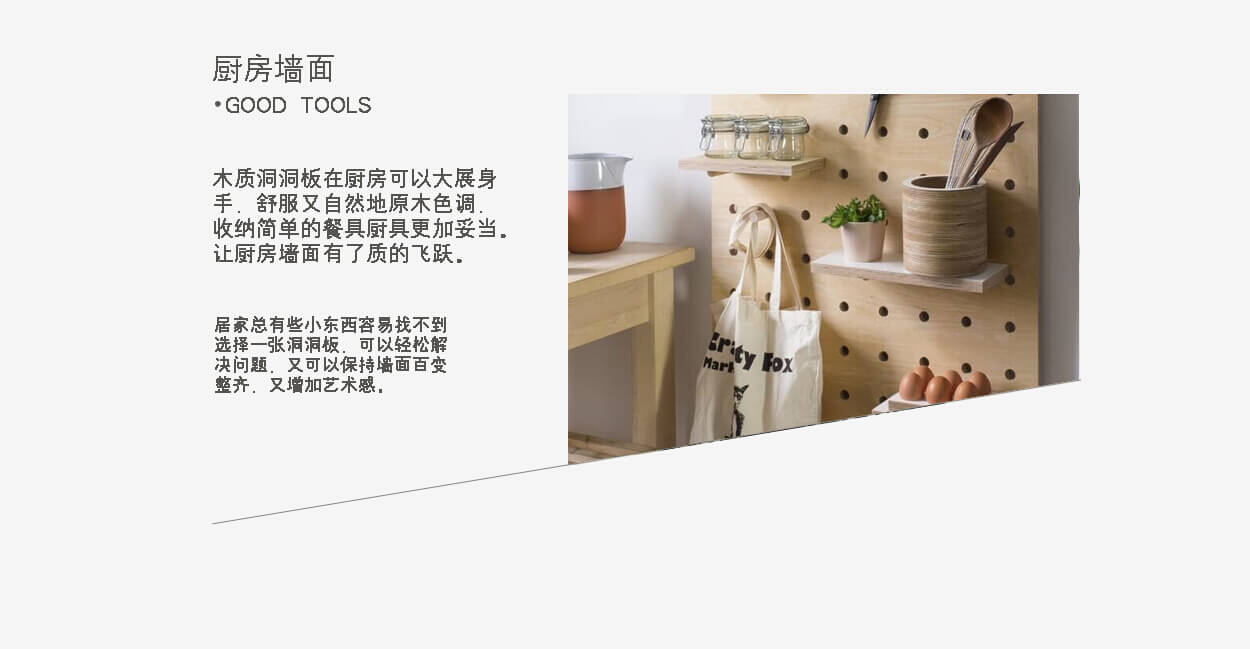 厨房墙面
•GOOD TOOLS
木质洞洞板在厨房可以大展身
手，舒服又自然地原木色调，
收纳简单的餐具厨具更加妥当。
让厨房墙面有了质的飞跃。
居家总有些小东西容易找不到
选择一张洞洞板，可以轻松解
决问题，又可以保持墙面百变
整齐，又增加艺术感。
Crafty Fox
Mark